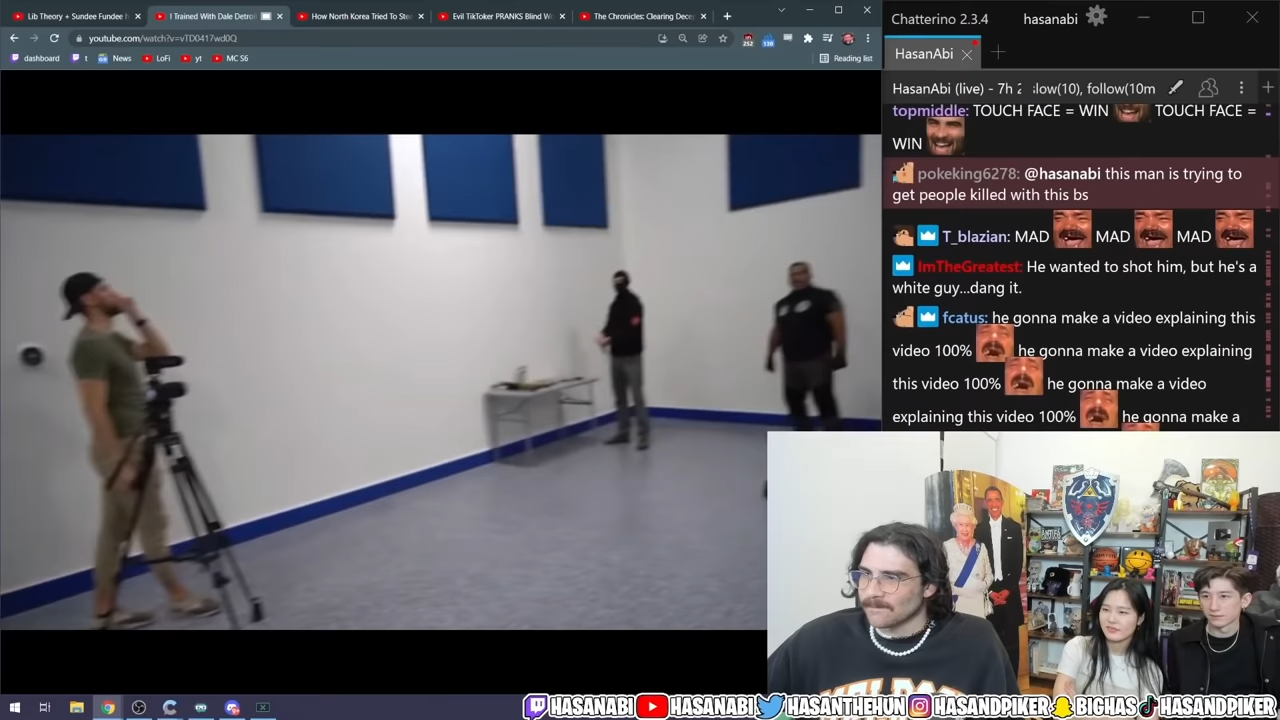 Lib Theory + Sundee Fundee h
I Trained With Dale Detroi
How North Korea Tried To Stea
Evil TikToker PRANKS Blind W
The Chronicles: Clearing Dece
youtube.com/watch?v=vTD0417wd0Q
dashboard
t
News
LoFi
yt
MC S6
Reading list
252
130
Chatterino 2.3.4
hasanabi
HasanAbi
HasanAbi (live) - 7h 2
slow(10), follow(10m
topmiddle: TOUCH FACE = WIN TOUCH FACE =
WIN
pokeking6278: @hasanabi this man is trying to
get people killed with this bs
T_blazian: MAD MAD MAD
ImTheGreatest: He wanted to shot him, but he's a
white guy...dang it.
fcatus: he gonna make a video explaining this
video 100% he gonna make a video explaining
this video 100% he gonna make a video
explaining this video 100% he gonna make a
HASANABI
HASANABI
HASANTHEHUN
HASANDPIKER
BIGHAS
HASANDPIKER